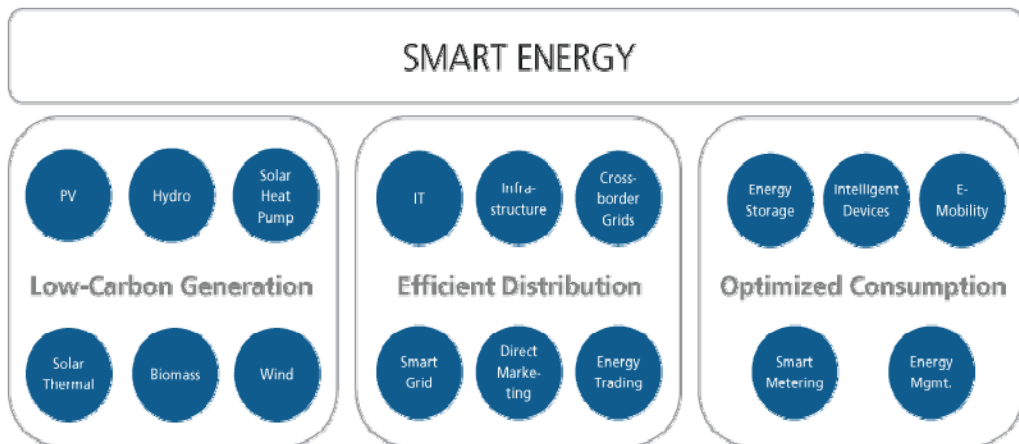 SMART ENERGY
PV
Hydro
Solar
Heat
Pump
Low-Carbon Generation
Solar
Thermal
Biomass
Wind
IT
Infra-
structure
Cross-
border
Grids
Efficient Distribution
Smart
Grid
Direct
Marke-
ting
Energy
Trading
Energy
Storage
Intelligent
Devices
E-
Mobility
Optimized Consumption
Smart
Metering
Energy
Mgmt.